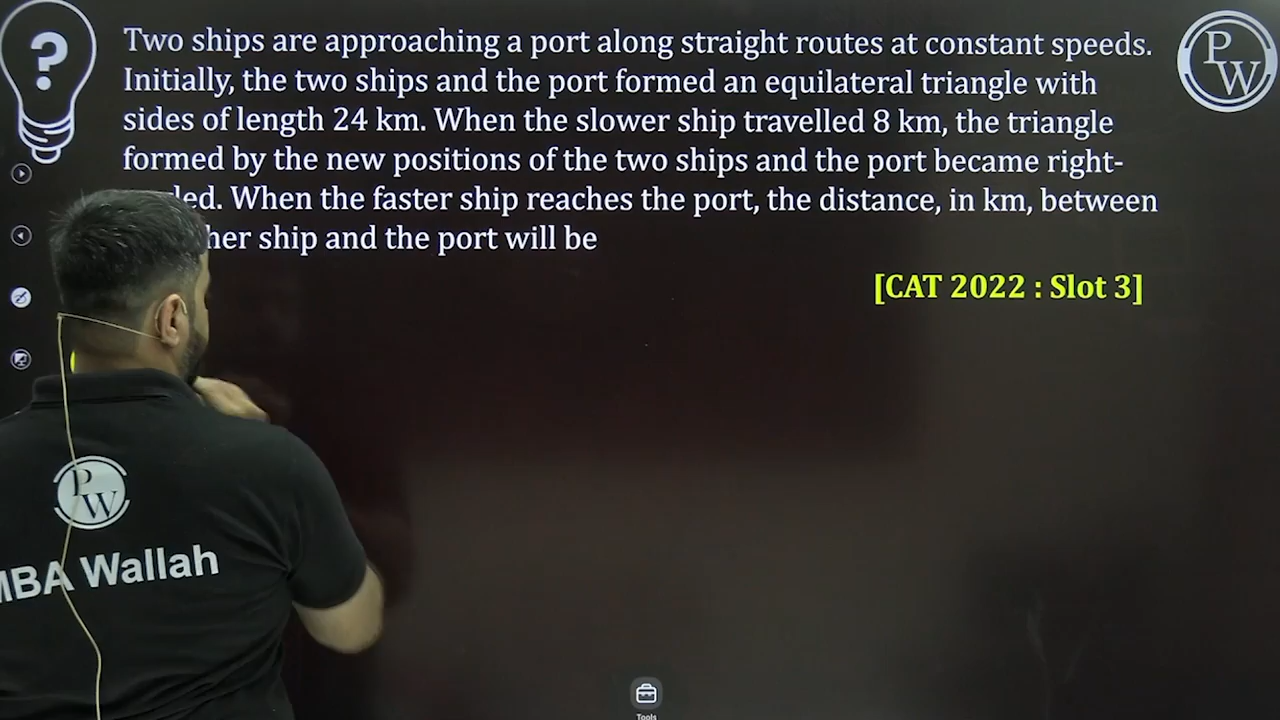 Two ships are approaching a port along straight routes at constant speeds.
Initially, the two ships and the port formed an equilateral triangle with
sides of length 24 km. When the slower ship travelled 8 km, the triangle
formed by the new positions of the two ships and the port became right-
led. When the faster ship reaches the port, the distance, in km, between
her ship and the port will be
[CAT 2022 : Slot 3]
PW
?
PW
MBA Wallah
Tools